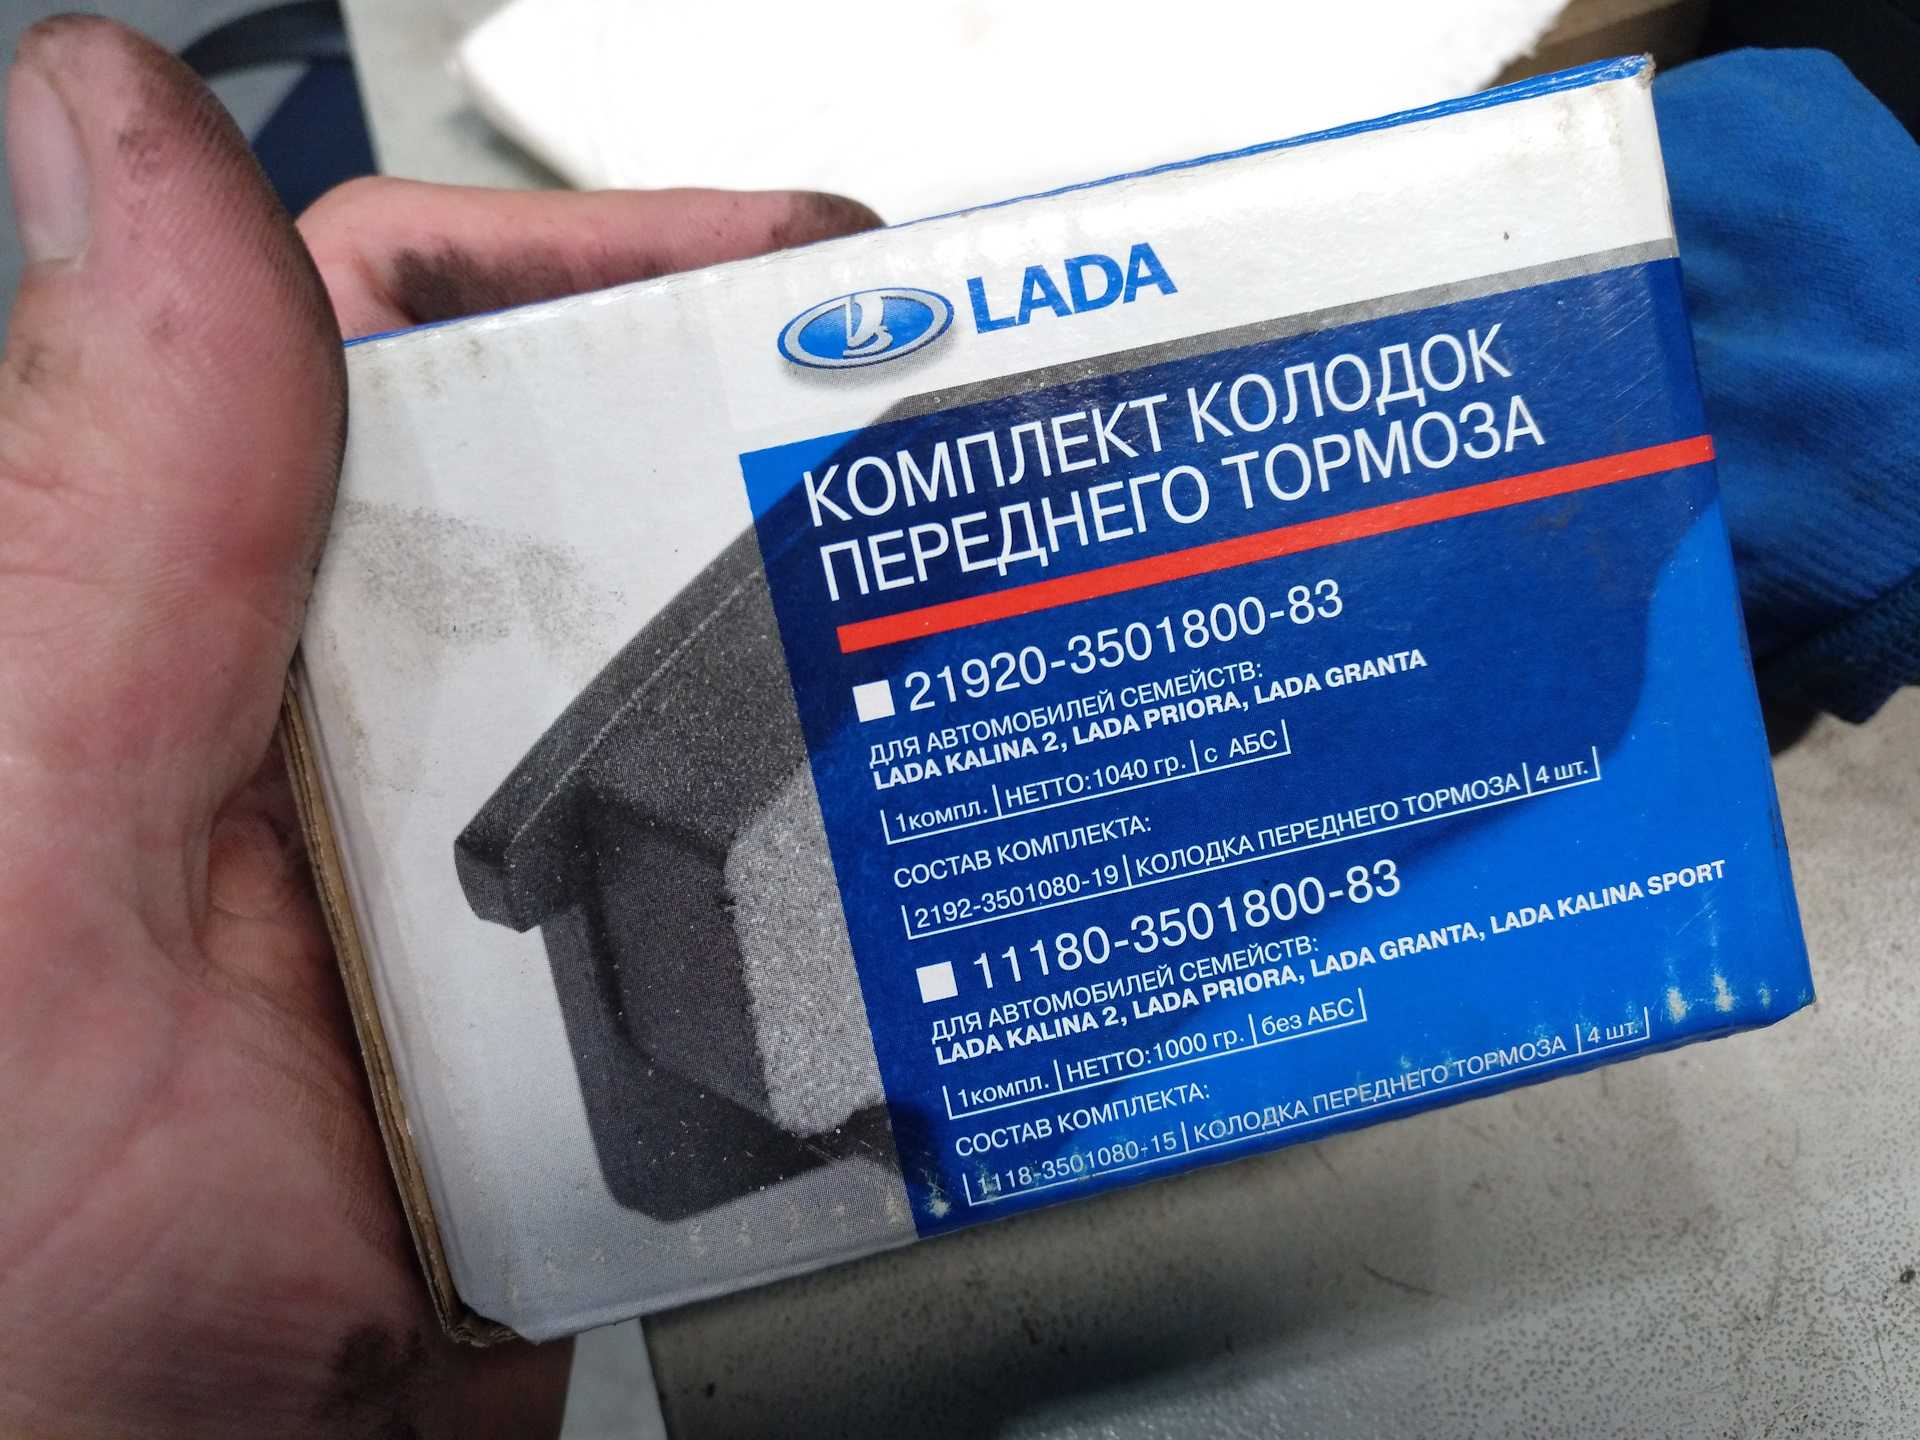 LADA
КОМПЛЕКТ КОЛОДОК
ПЕРЕДНЕГО ТОРМОЗА
21920-3501800-83
ДЛЯ АВТОМОБИЛЕЙ СЕМЕЙСТВ:
LADA KALINA 2, LADA PRIORA, LADA GRANTA
1компл. НЕТТО:1040 гр. с АБС
СОСТАВ КОМПЛЕКТА:
2192-3501080-19 КОЛОДКА ПЕРЕДНЕГО ТОРМОЗА 4 шт.
11180-3501800-83
ДЛЯ АВТОМОБИЛЕЙ СЕМЕЙСТВ:
LADA KALINA 2, LADA PRIORA, LADA GRANTA, LADA KALINA SPORT
1компл. НЕТТО:1000 гр. без АБС
СОСТАВ КОМПЛЕКТА:
1118-3501080-15 КОЛОДКА ПЕРЕДНЕГО ТОРМОЗА 4 шт.